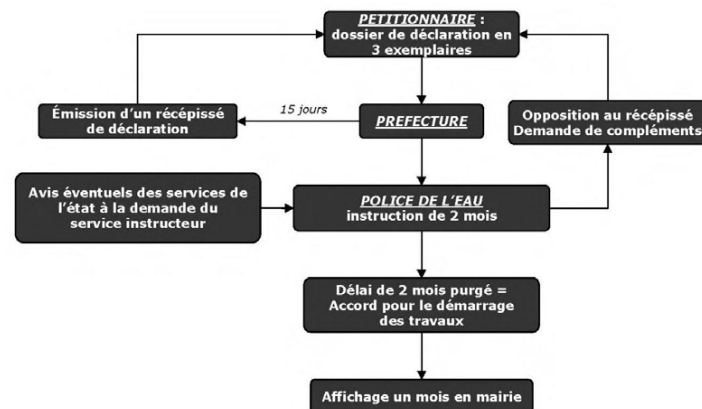 PETITIONNAIRE :
dossier de déclaration en
3 exemplaires
Émission d'un récépissé
de déclaration
15 jours
PREFECTURE
Opposition au récépissé
Demande de compléments
Avis éventuels des services de
l'état à la demande du
service instructeur
POLICE DE L'EAU
instruction de 2 mois
Délai de 2 mois purgé =
Accord pour le démarrage
des travaux
Affichage un mois en mairie